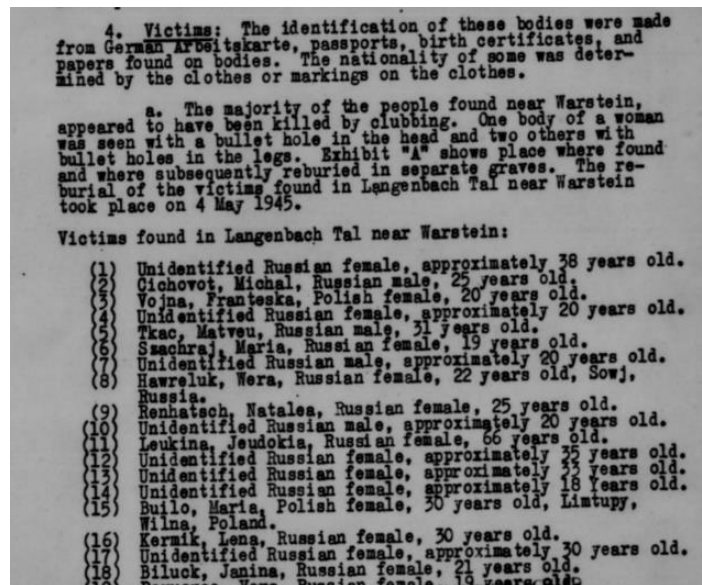 4. Victims: The identification of these bodies were made
from German Arbeitskarte, passports, birth certificates, and
papers found on bodies. The nationality of some was deter-
mined by the clothes or markings on the clothes.
a. The majority of the people found near Warstein,
appeared to have been killed by clubbing. One body of a woman
was seen with a bullet hole in the head and two others with
bullet holes in the legs. Exhibit "A" shows place where found
and where subsequently reburied in separate graves. The re-
burial of the victims found in Langenbach Tal near Warstein
took place on 4 May 1945.
Victims found in Langenbach Tal near Warstein:
(1) Unidentified Russian female, approximately 38 years old.
(2) Cichovot, Michal, Russian male, 25 years old.
(3) Vojna, Franteska, Polish female, 20 years old.
(4) Unidentified Russian female, approximately 20 years old.
(5) Tkac, Matveu, Russian male, 31 years old.
(6) Smachraj, Maria, Russian female, 19 years old.
(7) Unidentified Russian male, approximately 20 years old.
(8) Hawreluk, Wera, Russian female, 22 years old, Sowj,
Russia.
(9) Renhatsch, Natalea, Russian female, 25 years old.
(10) Unidentified Russian male, approximately 20 years old.
(11) Leukina, Jeudokia, Russian female, 66 years old.
(12) Unidentified Russian female, approximately 35 years old.
(13) Unidentified Russian female, approximately 33 years old.
(14) Unidentified Russian female, approximately 18 Years old.
(15) Builo, Maria, Polish female, 30 years old, Limtupy,
Wilna, Poland.
(16) Kermik, Lena, Russian female, 30 years old.
(17) Unidentified Russian female, approximately 30 years old.
(18) Biluck, Janina, Russian female, 21 years old.
Russian female, 19 years old